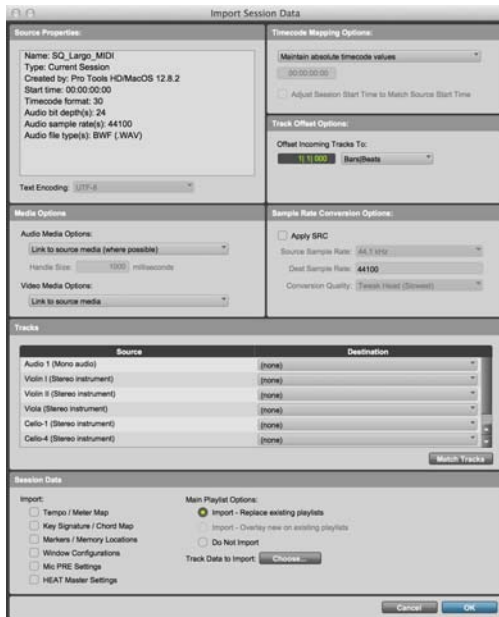 Import Session Data
Source Properties:
Name: SQ_Largo_MIDI
Type: Current Session
Created by: Pro Tools HD/MacOS 12.8.2
Start time: 00:00:00:00
Timecode format: 30
Audio bit depth(s): 24
Audio sample rate(s): 44100
Audio file type(s): BWF (.WAV)
Text Encoding: UTF-8
Timecode Mapping Options:
Maintain absolute timecode values
00:00:00:00
Adjust Session Start Time to Match Source Start Time
Track Offset Options:
Offset Incoming Tracks To:
1| 1| 000 Bars|Beats
Media Options
Audio Media Options:
Link to source media (where possible)
Handle Size: 1000 milliseconds
Video Media Options:
Link to source media
Sample Rate Conversion Options:
Apply SRC
Source Sample Rate: 44.1 kHz
Dest Sample Rate: 44100
Conversion Quality: Tweak Head (Slowest)
Tracks
Source Destination
Audio 1 (Mono audio) (none)
Violin I (Stereo instrument) (none)
Violin II (Stereo instrument) (none)
Viola (Stereo instrument) (none)
Cello-1 (Stereo instrument) (none)
Cello-4 (Stereo instrument) (none)
Match Tracks
Session Data
Import:
Tempo / Meter Map
Key Signature / Chord Map
Markers / Memory Locations
Window Configurations
Mic PRE Settings
HEAT Master Settings
Main Playlist Options:
Import - Replace existing playlists
Import - Overlay new on existing playlists
Do Not Import
Track Data to Import: Choose...
Cancel OK